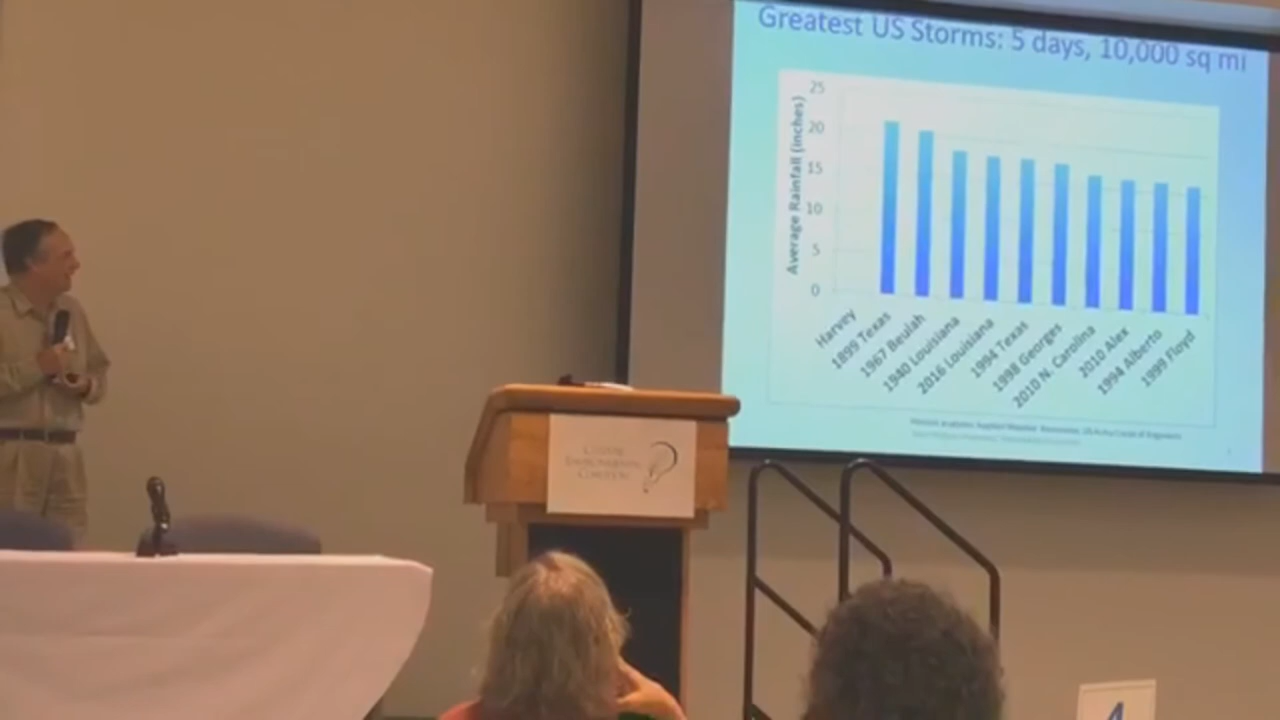 Greatest US Storms: 5 days, 10,000 sq mi
Average Rainfall (inches)
25
20
15
10
5
0
Harvey
1899 Texas
1967 Beulah
1940 Louisiana
2016 Louisiana
1994 Texas
1998 Georges
2010 N. Carolina
2010 Alex
1994 Alberto
1999 Floyd
4